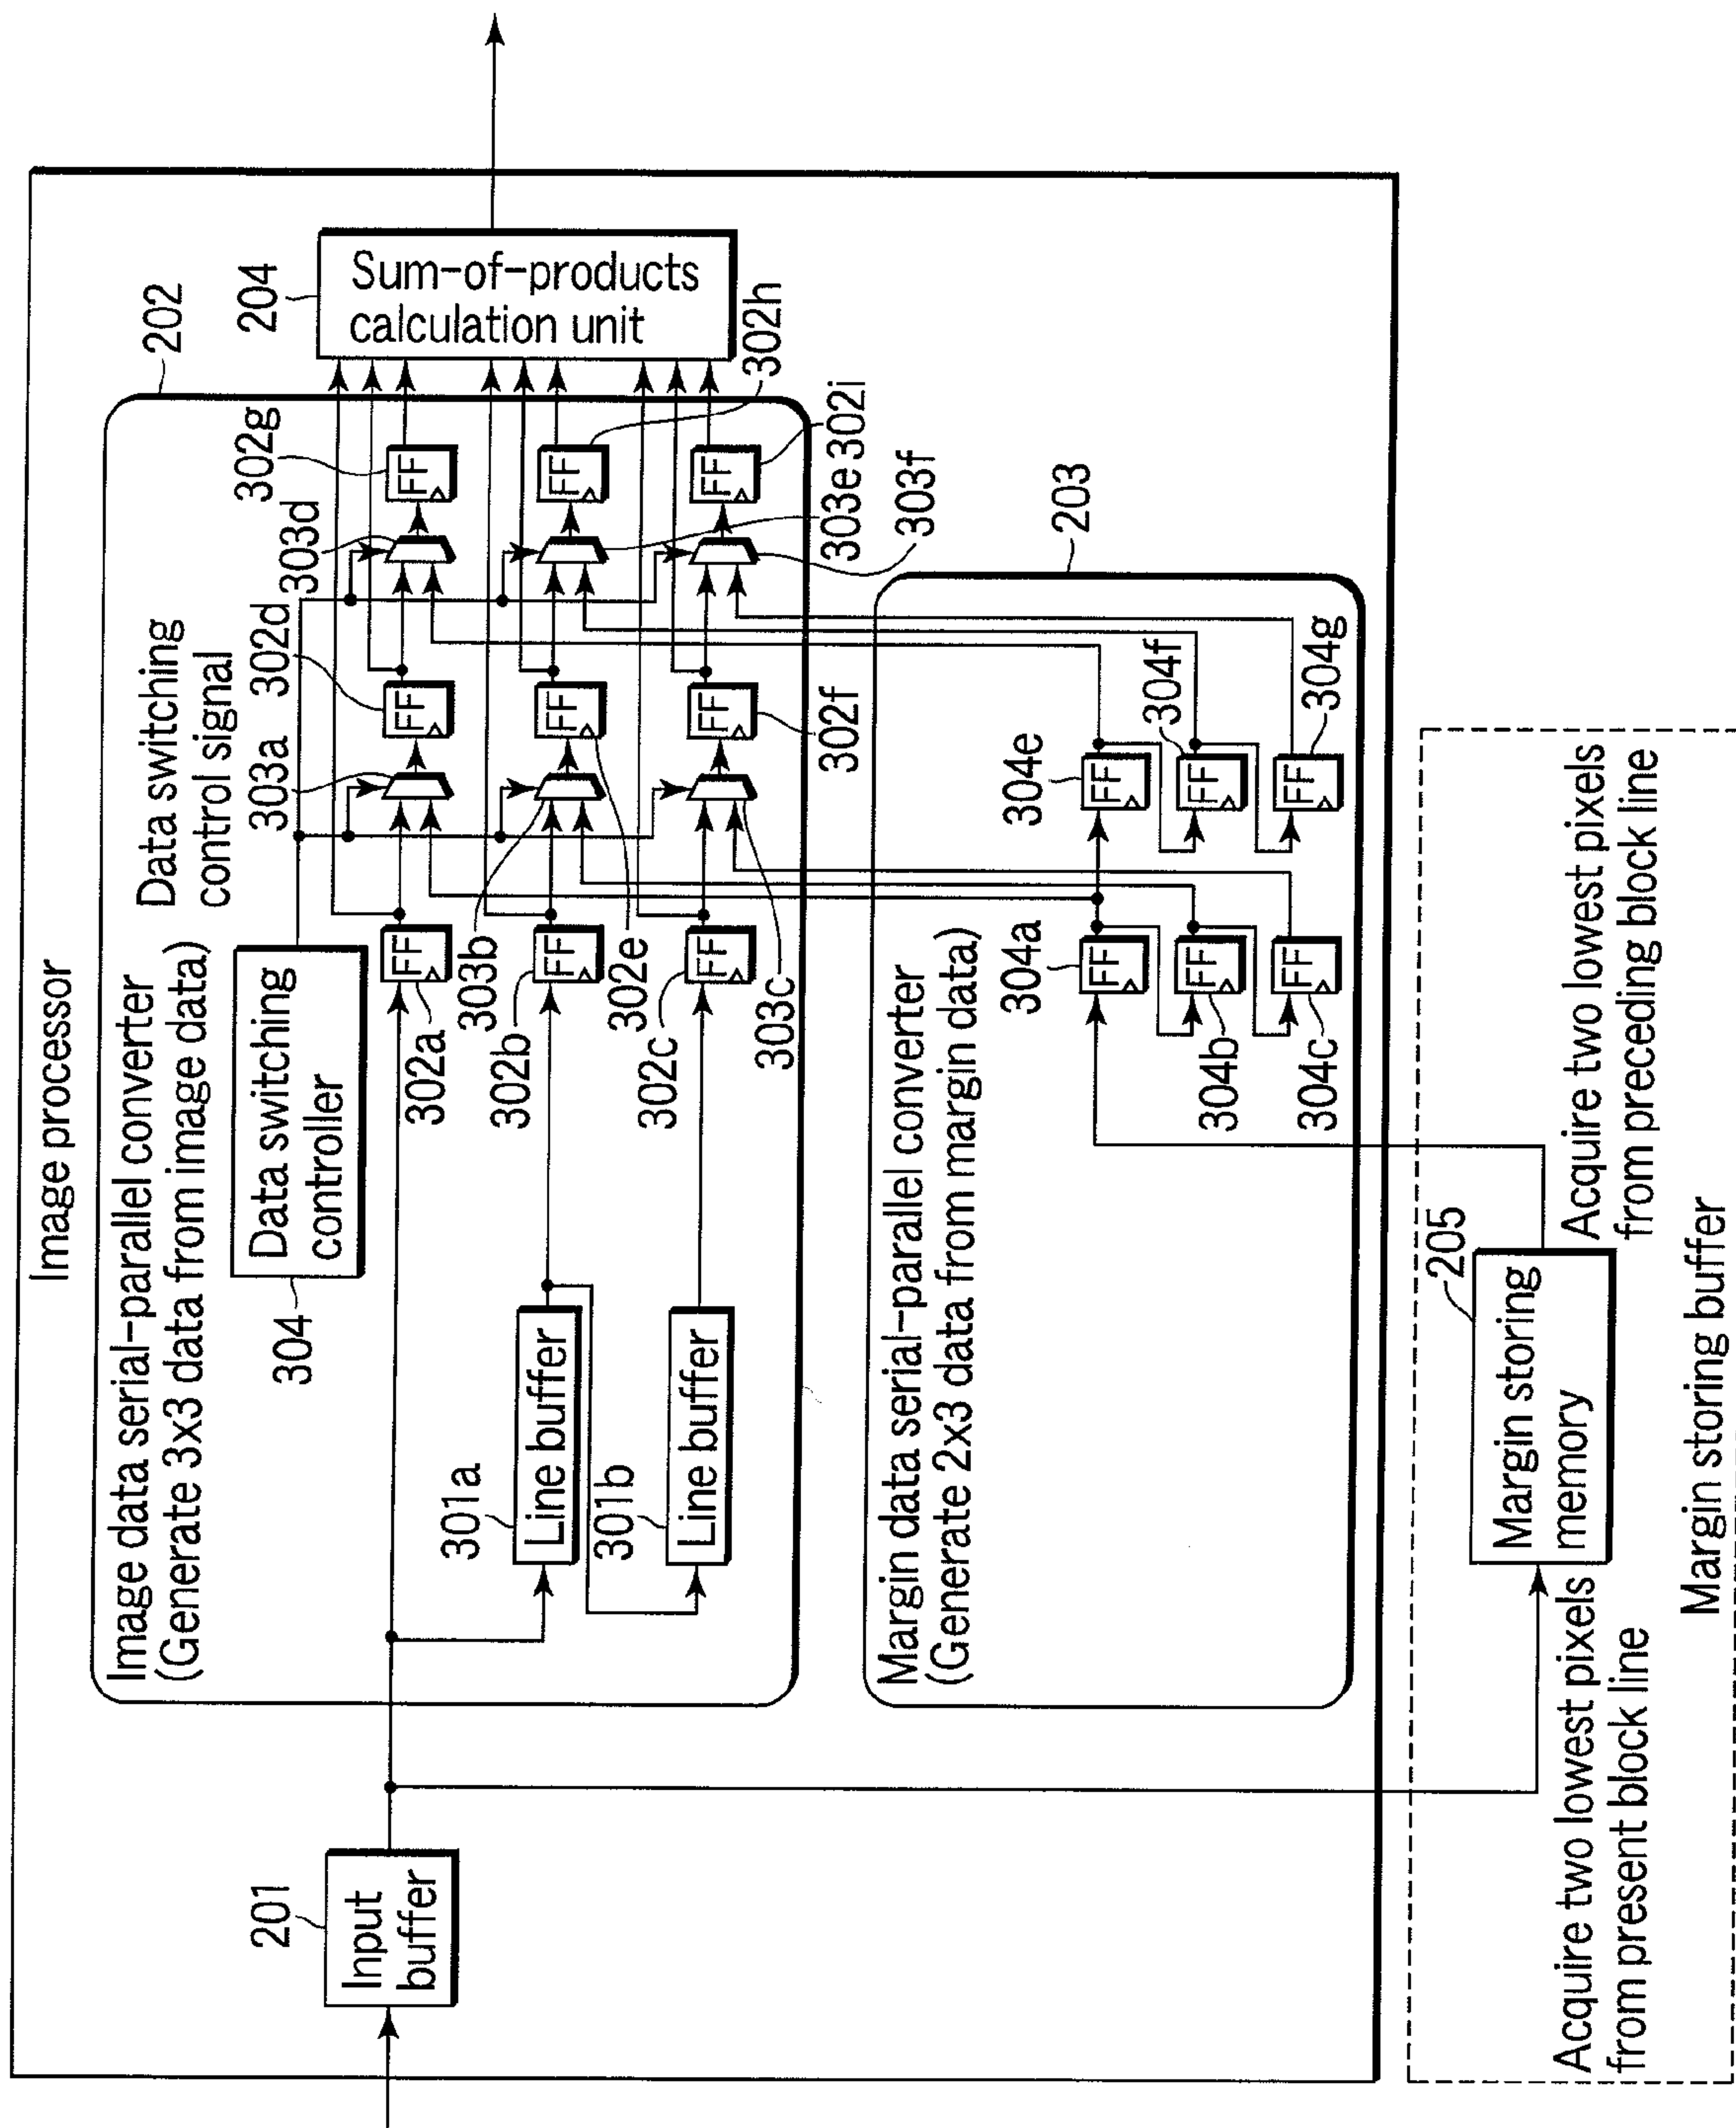 Image processor
Image data serial-parallel converter
(Generate 3x3 data from image data)
202
201
Input
buffer
304
Data switching
controller
Data switching
control signal
204
Sum-of-products
calculation unit
301a
Line buffer
301b
Line buffer
302a
FF
303a
302d
FF
303d
302g
FF
302b
FF
303b
302e
FF
303e
302h
FF
302c
FF
303c
302f
FF
303f
302i
FF
Margin data serial-parallel converter
(Generate 2x3 data from margin data)
203
304a
FF
304b
FF
304c
FF
304e
FF
304f
FF
304g
FF
205
Margin storing
memory
Acquire two lowest pixels
from present block line
Acquire two lowest pixels
from preceding block line
Margin storing buffer